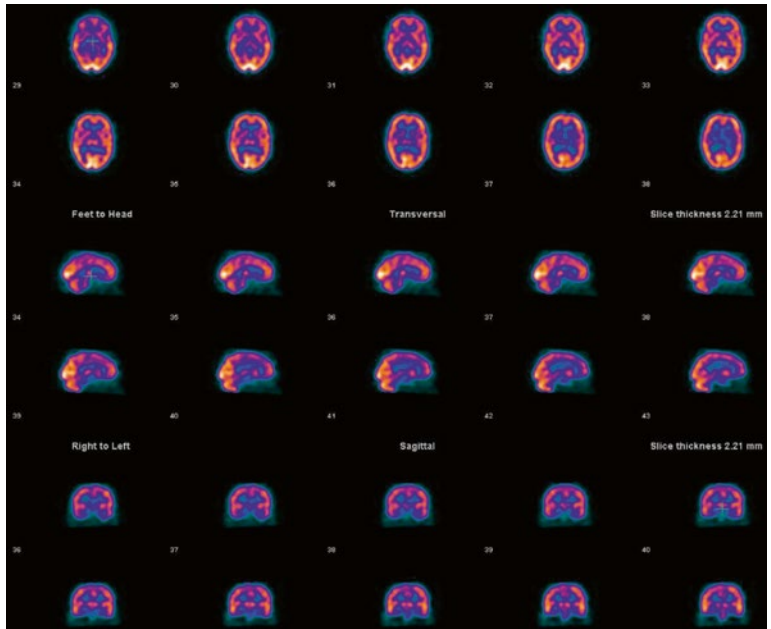 29 30 31 32 33
34 35 36 37 38
Feet to Head Transversal Slice thickness 2.21 mm
34 35 36 37 38
39 40 41 42 43
Right to Left Sagittal Slice thickness 2.21 mm
36 37 38 39 40